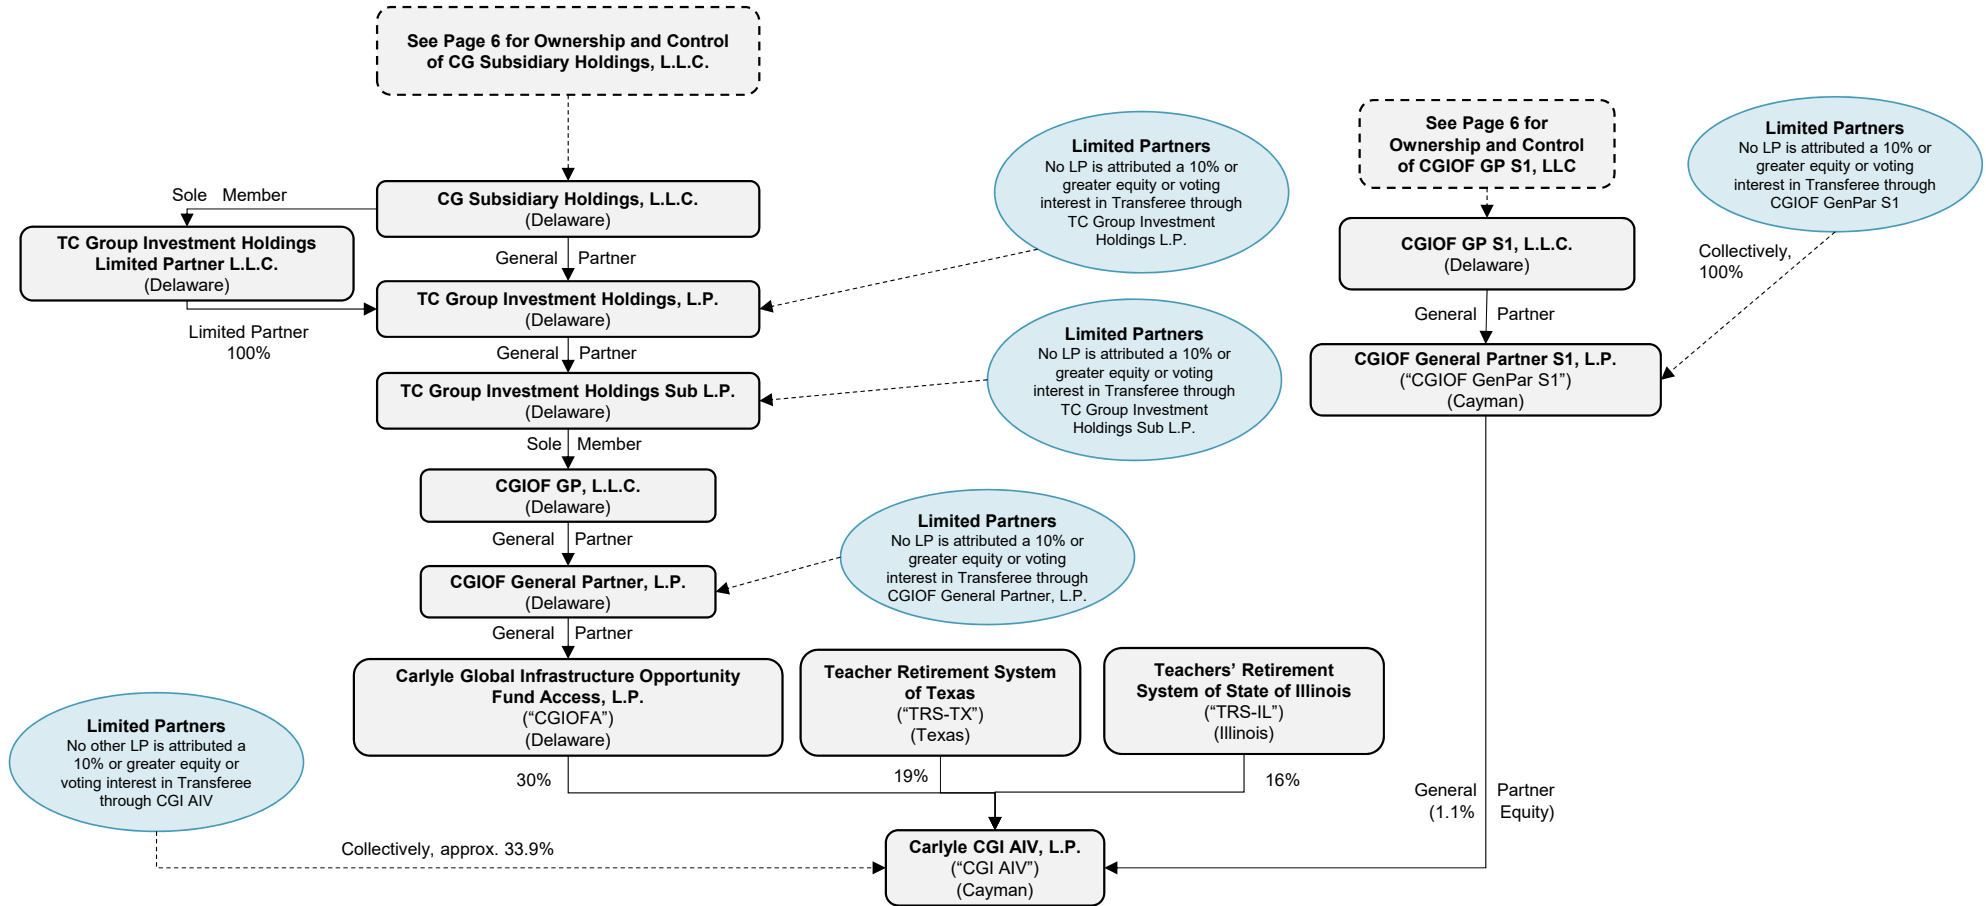 See Page 6 for Ownership and Control
of CG Subsidiary Holdings, L.L.C.
Sole Member
CG Subsidiary Holdings, L.L.C.
(Delaware)
TC Group Investment Holdings
Limited Partner L.L.C.
(Delaware)
General Partner
Limited Partner
100%
TC Group Investment Holdings, L.P.
(Delaware)
Limited Partners
No LP is attributed a 10% or
greater equity or voting
interest in Transferee through
TC Group Investment
Holdings L.P.
General Partner
TC Group Investment Holdings Sub L.P.
(Delaware)
Limited Partners
No LP is attributed a 10% or
greater equity or voting
interest in Transferee through
TC Group Investment
Holdings Sub L.P.
Sole Member
CGIOF GP, L.L.C.
(Delaware)
General Partner
CGIOF General Partner, L.P.
(Delaware)
Limited Partners
No LP is attributed a 10% or
greater equity or voting
interest in Transferee through
CGIOF General Partner, L.P.
General Partner
Carlyle Global Infrastructure Opportunity
Fund Access, L.P.
(“CGIOFA”)
(Delaware)
Teacher Retirement System
of Texas
(“TRS-TX”)
(Texas)
Teachers’ Retirement
System of State of Illinois
(“TRS-IL”)
(Illinois)
30%
19%
16%
See Page 6 for
Ownership and Control
of CGIOF GP S1, LLC
CGIOF GP S1, L.L.C.
(Delaware)
General Partner
CGIOF General Partner S1, L.P.
(“CGIOF GenPar S1”)
(Cayman)
Limited Partners
No LP is attributed a 10% or
greater equity or voting
interest in Transferee through
CGIOF GenPar S1
Collectively,
100%
General Partner
(1.1% Equity)
Limited Partners
No other LP is attributed a
10% or greater equity or
voting interest in Transferee
through CGI AIV
Collectively, approx. 33.9%
Carlyle CGI AIV, L.P.
(“CGI AIV”)
(Cayman)